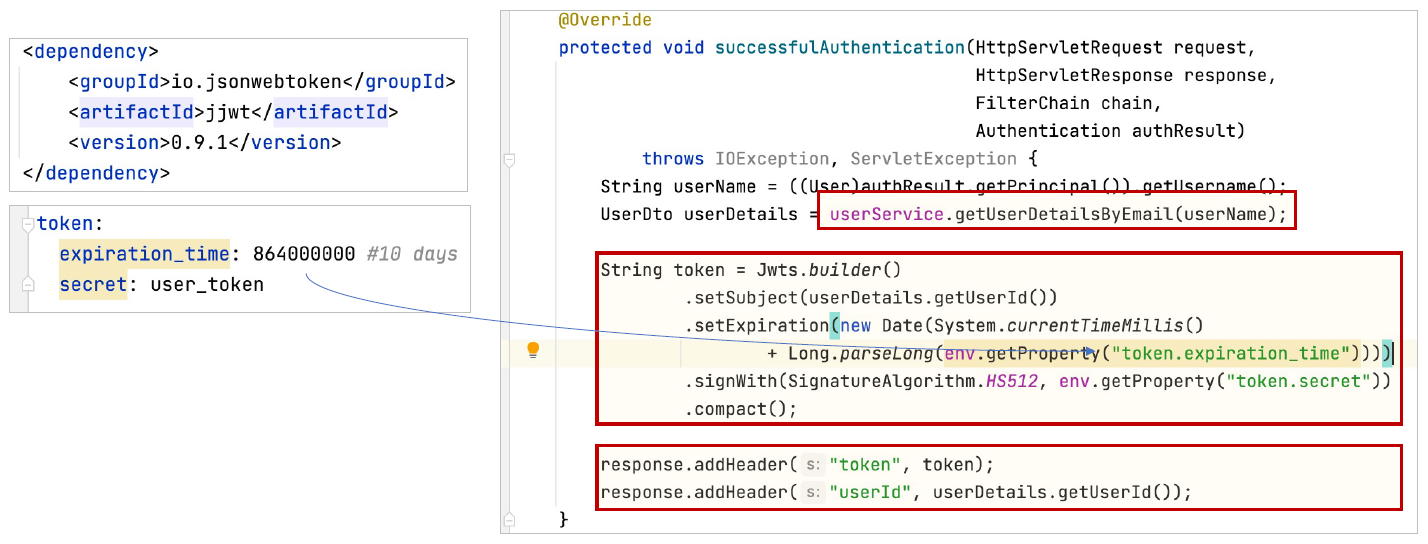 <dependency>
<groupId>io.jsonwebtoken</groupId>
<artifactId>jjwt</artifactId>
<version>0.9.1</version>
</dependency>
token:
expiration_time: 864000000 #10 days
secret: user_token
@Override
protected void successfulAuthentication(HttpServletRequest request,
HttpServletResponse response,
FilterChain chain,
Authentication authResult)
throws IOException, ServletException {
String userName = ((User)authResult.getPrincipal()).getUsername();
UserDto userDetails = userService.getUserDetailsByEmail(userName);
String token = Jwts.builder()
.setSubject(userDetails.getUserId())
.setExpiration(new Date(System.currentTimeMillis()
+ Long.parseLong(env.getProperty("token.expiration_time"))))
.signWith(SignatureAlgorithm.HS512, env.getProperty("token.secret"))
.compact();
response.addHeader( s: "token", token);
response.addHeader( s: "userId", userDetails.getUserId());
}